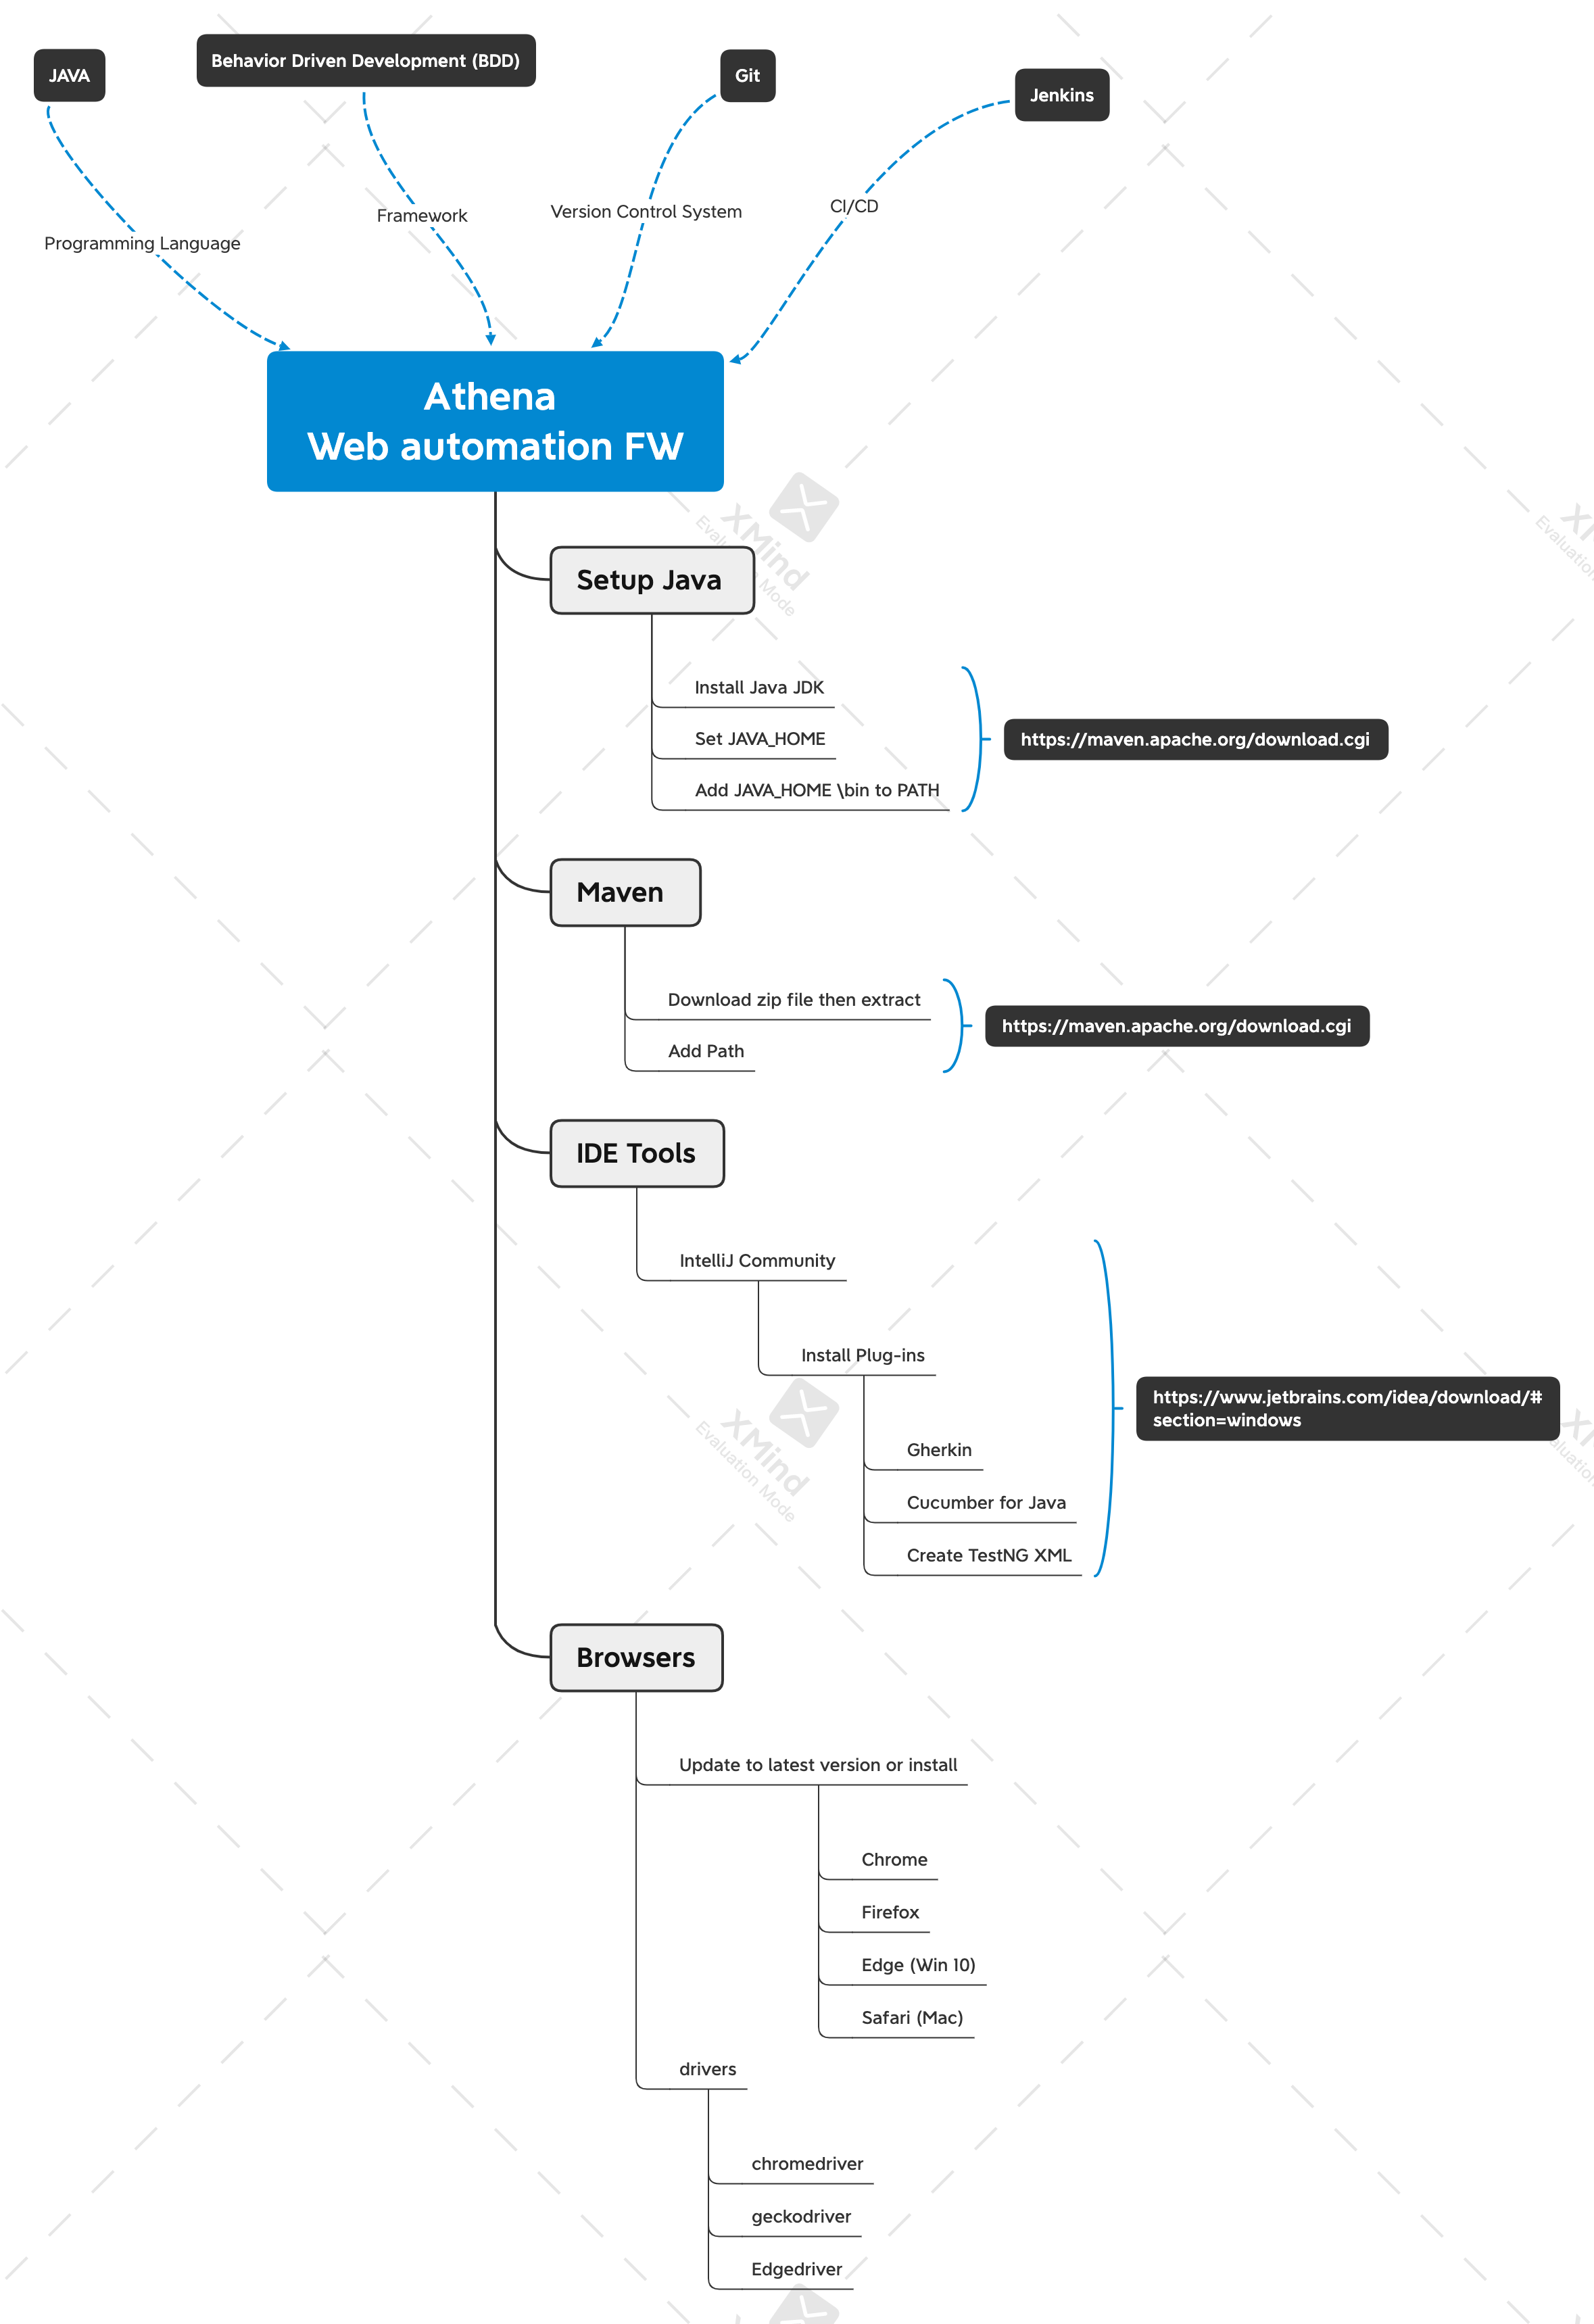 JAVA
Behavior Driven Development (BDD)
Git
Jenkins
Programming Language
Framework
Version Control System
CI/CD
Athena
Web automation FW
Setup Java
Install Java JDK
Set JAVA_HOME
Add JAVA_HOME \bin to PATH
https://maven.apache.org/download.cgi
Maven
Download zip file then extract
Add Path
https://maven.apache.org/download.cgi
IDE Tools
IntelliJ Community
Install Plug-ins
Gherkin
Cucumber for Java
Create TestNG XML
https://www.jetbrains.com/idea/download/#
section=windows
Browsers
Update to latest version or install
Chrome
Firefox
Edge (Win 10)
Safari (Mac)
drivers
chromedriver
geckodriver
Edgedriver
XMind
Evaluation Mode